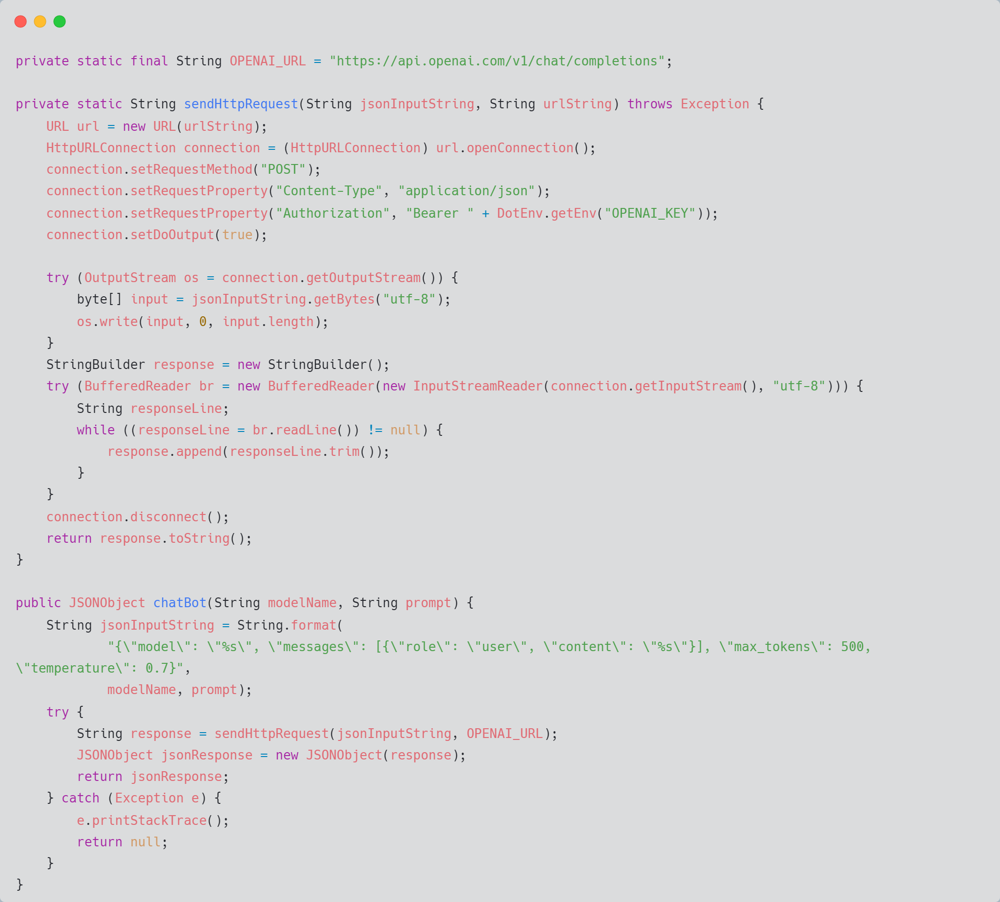 private static final String OPENAI_URL = "https://api.openai.com/v1/chat/completions";

private static String sendHttpRequest(String jsonInputString, String urlString) throws Exception {
    URL url = new URL(urlString);
    HttpURLConnection connection = (HttpURLConnection) url.openConnection();
    connection.setRequestMethod("POST");
    connection.setRequestProperty("Content-Type", "application/json");
    connection.setRequestProperty("Authorization", "Bearer " + DotEnv.getEnv("OPENAI_KEY"));
    connection.setDoOutput(true);

    try (OutputStream os = connection.getOutputStream()) {
        byte[] input = jsonInputString.getBytes("utf-8");
        os.write(input, 0, input.length);
    }
    StringBuilder response = new StringBuilder();
    try (BufferedReader br = new BufferedReader(new InputStreamReader(connection.getInputStream(), "utf-8"))) {
        String responseLine;
        while ((responseLine = br.readLine()) != null) {
            response.append(responseLine.trim());
        }
    }
    connection.disconnect();
    return response.toString();
}

public JSONObject chatBot(String modelName, String prompt) {
    String jsonInputString = String.format(
            "{\"model\": \"%s\", \"messages\": [{\"role\": \"user\", \"content\": \"%s\"}], \"max_tokens\": 500,
\"temperature\": 0.7}",
            modelName, prompt);
    try {
        String response = sendHttpRequest(jsonInputString, OPENAI_URL);
        JSONObject jsonResponse = new JSONObject(response);
        return jsonResponse;
    } catch (Exception e) {
        e.printStackTrace();
        return null;
    }
}